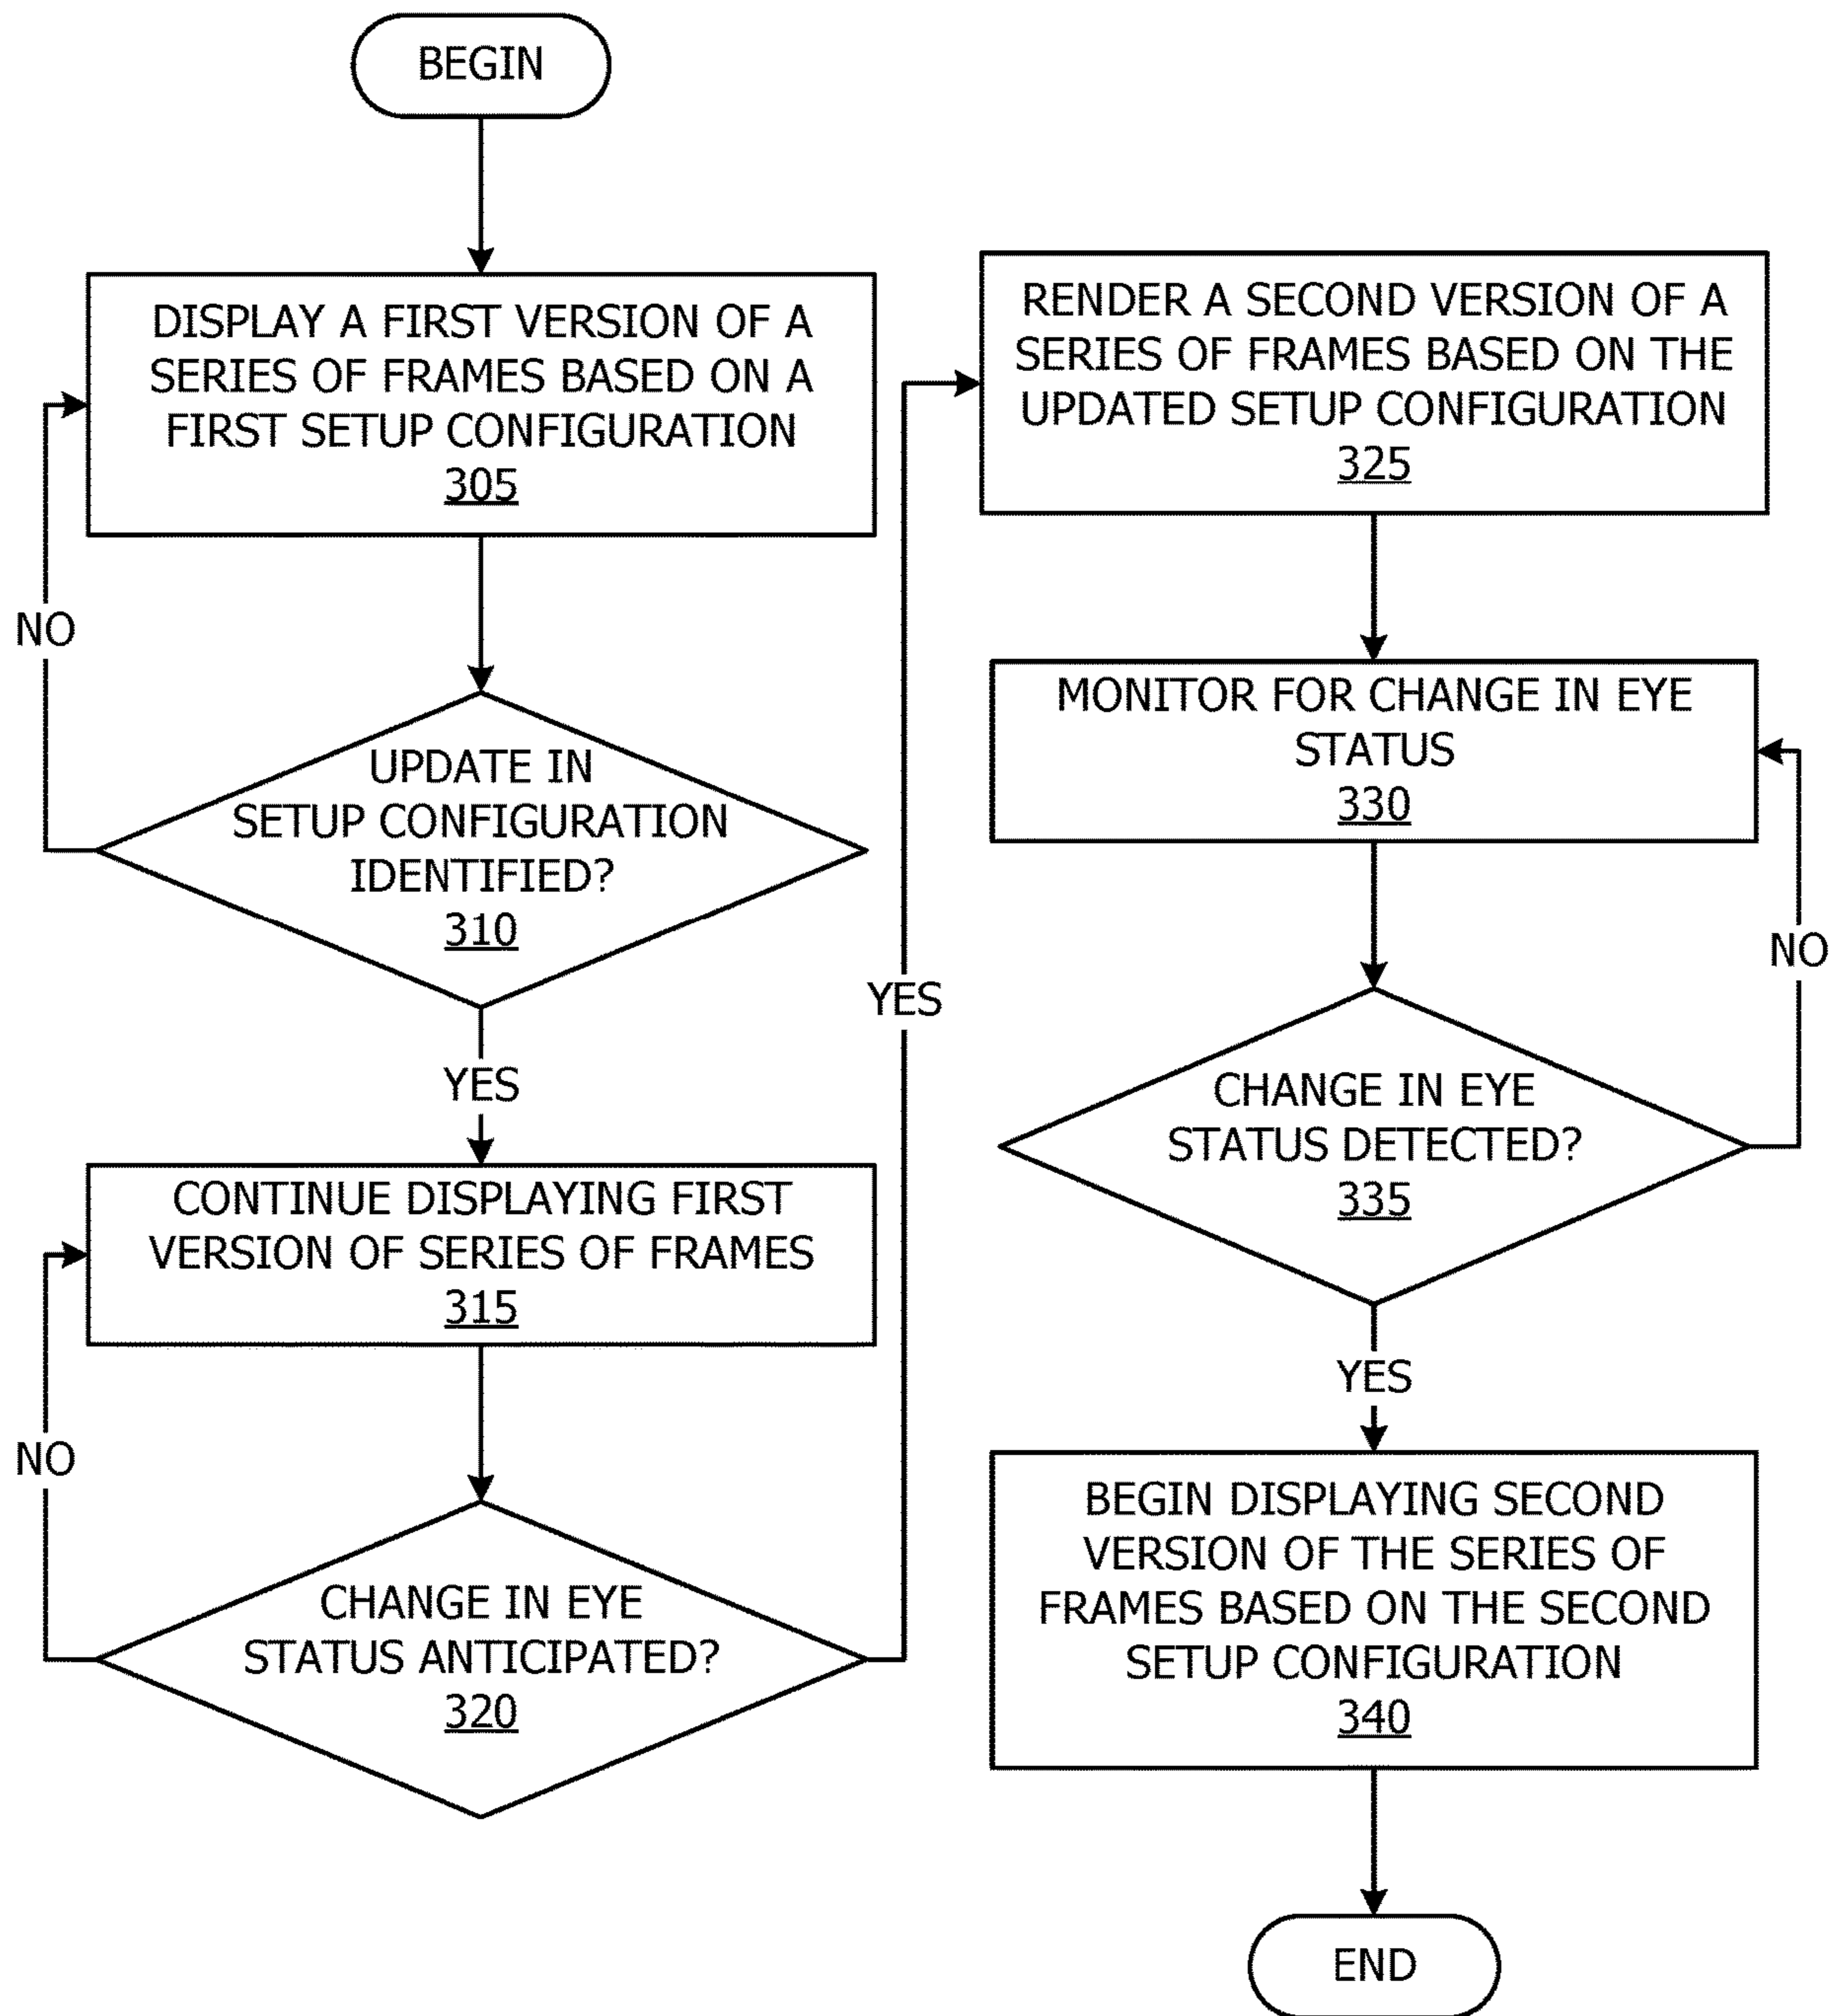 BEGIN
DISPLAY A FIRST VERSION OF A
SERIES OF FRAMES BASED ON A
FIRST SETUP CONFIGURATION
305
NO
UPDATE IN
SETUP CONFIGURATION
IDENTIFIED?
310
YES
CONTINUE DISPLAYING FIRST
VERSION OF SERIES OF FRAMES
315
NO
CHANGE IN EYE
STATUS ANTICIPATED?
320
YES
RENDER A SECOND VERSION OF A
SERIES OF FRAMES BASED ON THE
UPDATED SETUP CONFIGURATION
325
MONITOR FOR CHANGE IN EYE
STATUS
330
NO
CHANGE IN EYE
STATUS DETECTED?
335
YES
BEGIN DISPLAYING SECOND
VERSION OF THE SERIES OF
FRAMES BASED ON THE SECOND
SETUP CONFIGURATION
340
END